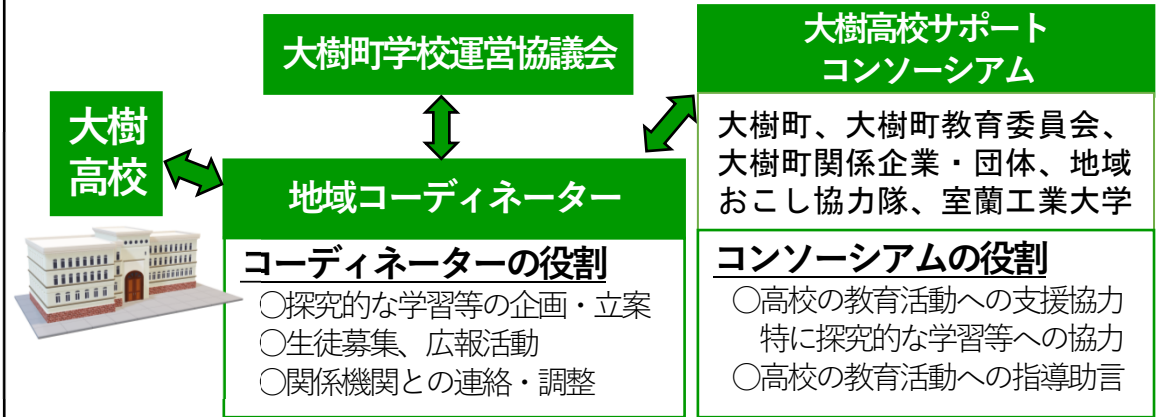 大樹町学校運営協議会
大樹高校サポート
コンソーシアム
大樹
高校
大樹町、大樹町教育委員会、
大樹町関係企業・団体、地域
おこし協力隊、室蘭工業大学
地域コーディネーター
コーディネーターの役割
○探究的な学習等の企画・立案
○生徒募集、広報活動
○関係機関との連絡・調整
コンソーシアムの役割
○高校の教育活動への支援協力
特に探究的な学習等への協力
○高校の教育活動への指導助言